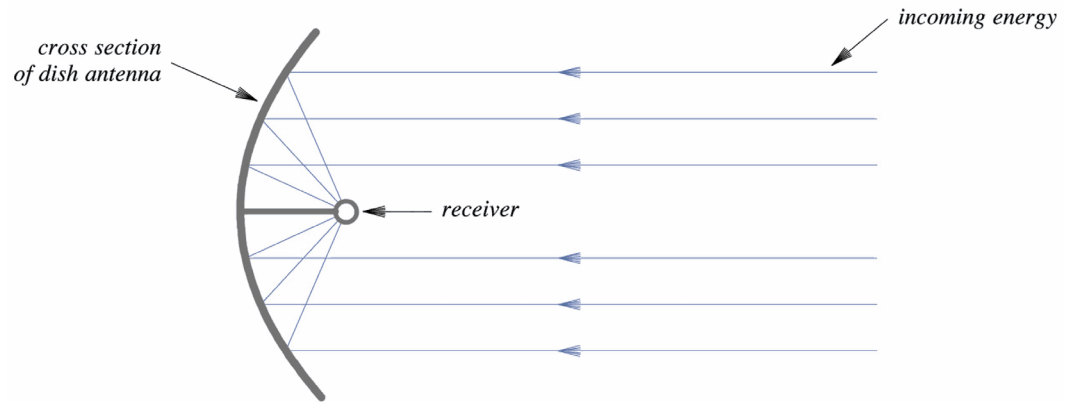 incoming energy
cross section
of dish antenna
receiver